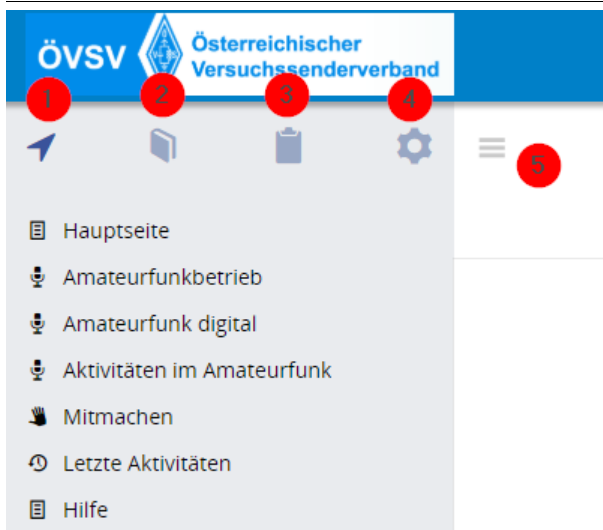 ÖVSV
Österreichischer
Versuchssenderverband
1
2
3
4
5
Hauptseite
Amateurfunkbetrieb
Amateurfunk digital
Aktivitäten im Amateurfunk
Mitmachen
Letzte Aktivitäten
Hilfe